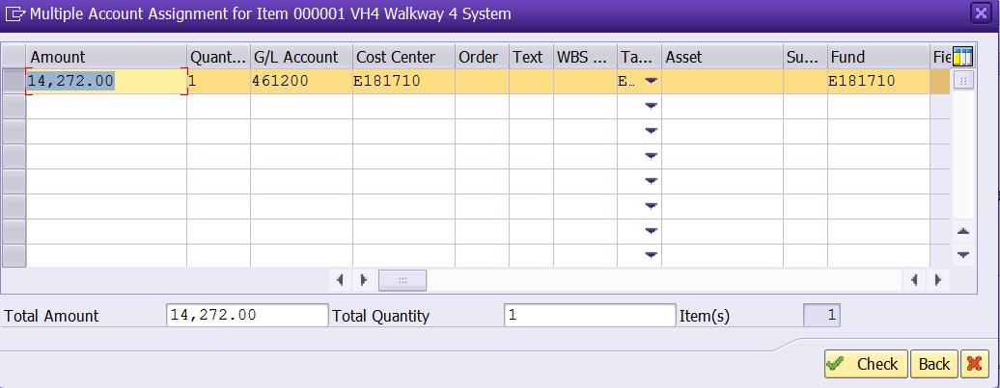 Multiple Account Assignment for Item 000001 VH4 Walkway 4 System
Amount Quant... G/L Account Cost Center Order Text WBS ... Ta... Asset Su... Fund Fie
14,272.00 1 461200 E181710 E... E181710
Total Amount 14,272.00 Total Quantity 1 Item(s) 1
Check Back